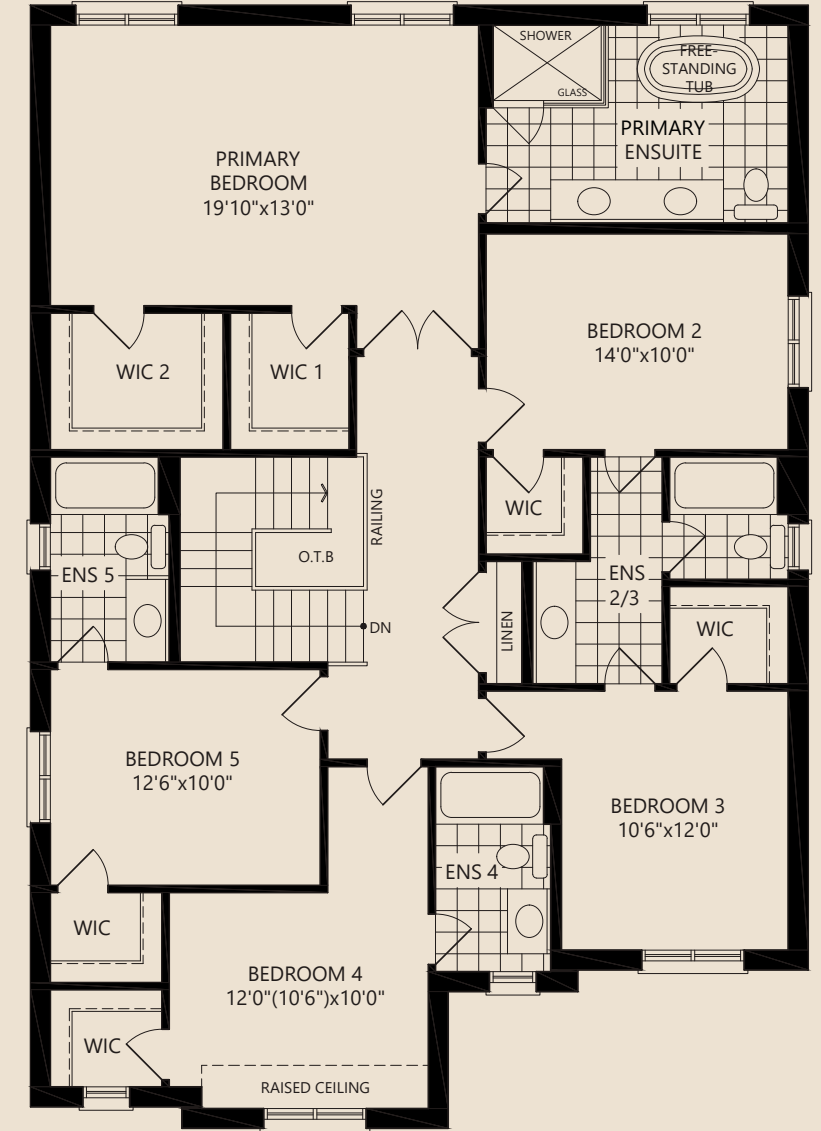 SHOWER
GLASS
FREE-
STANDING
TUB
PRIMARY
ENSUITE
PRIMARY
BEDROOM
19'10"x13'0"
BEDROOM 2
14'0"x10'0"
WIC 2
WIC 1
WIC
RAILING
O.T.B
ENS 5
ENS
2/3
DN
LINEN
WIC
BEDROOM 5
12'6"x10'0"
BEDROOM 3
10'6"x12'0"
ENS 4
WIC
BEDROOM 4
12'0"(10'6")x10'0"
WIC
RAISED CEILING